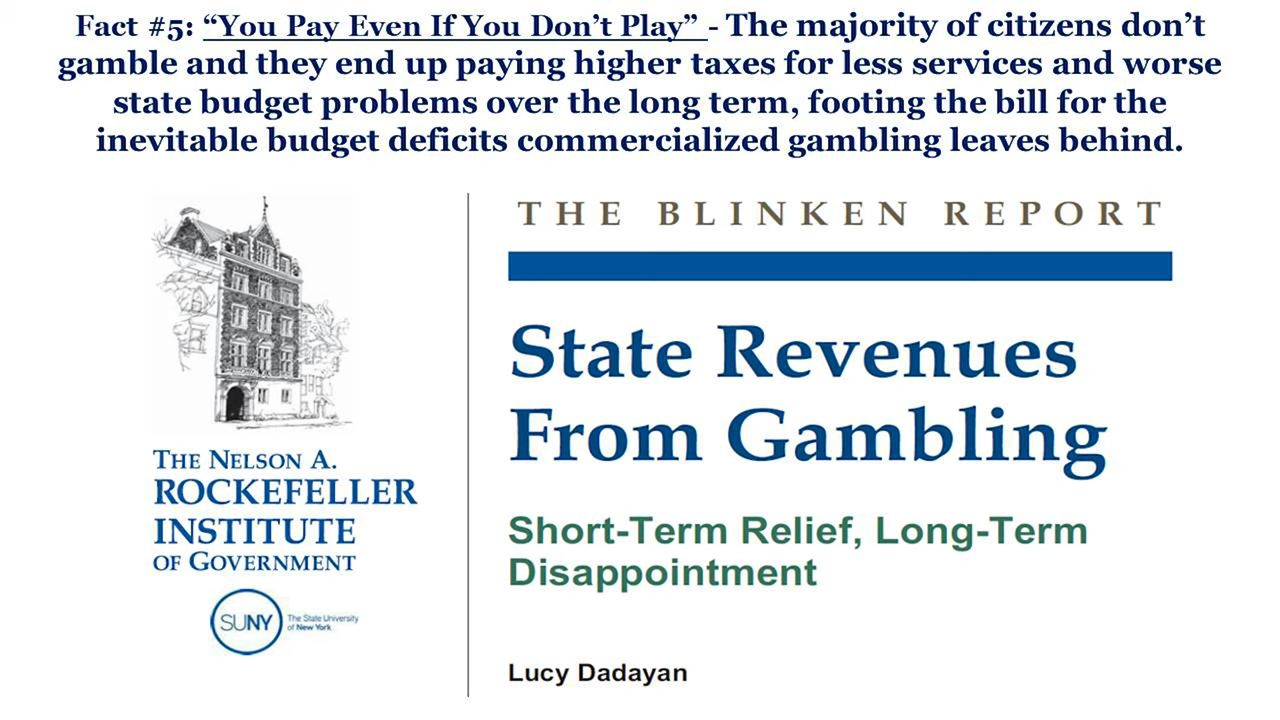 Fact #5: “You Pay Even If You Don’t Play” - The majority of citizens don’t
gamble and they end up paying higher taxes for less services and worse
state budget problems over the long term, footing the bill for the
inevitable budget deficits commercialized gambling leaves behind.
THE NELSON A.
ROCKEFELLER
INSTITUTE
OF GOVERNMENT
SUNY
The State University
of New York
THE BLINKEN REPORT
State Revenues
From Gambling
Short-Term Relief, Long-Term
Disappointment
Lucy Dadayan